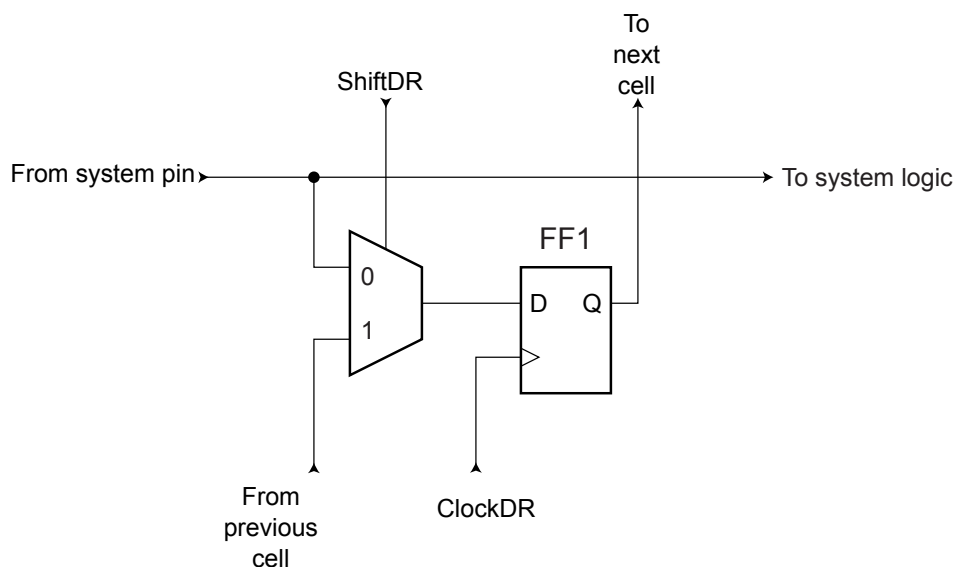 To
next
cell
ShiftDR
From system pin
To system logic
FF1
0
D Q
1
From
previous
cell
ClockDR